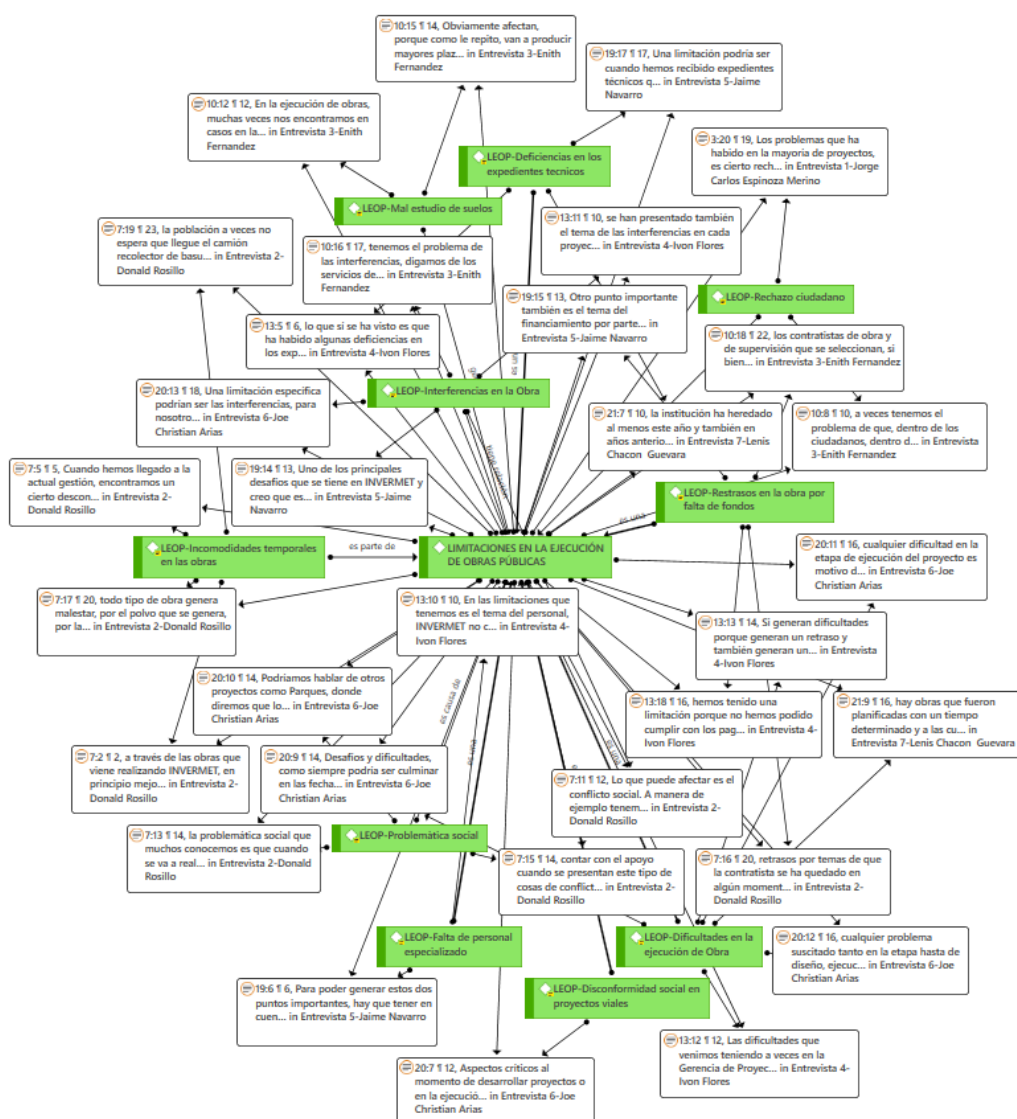 10:15 ¶ 14, Obviamente afectan,
porque como le repito, van a producir
mayores plaz... in Entrevista 3-Enith
Fernandez
19:17 ¶ 17, Una limitación podría ser
cuando hemos recibido expedientes
técnicos q... in Entrevista 5-Jaime
Navarro
10:12 ¶ 12, En la ejecución de obras,
muchas veces nos encontramos en
casos en la... in Entrevista 3-Enith
Fernandez
3:20 ¶ 19, Los problemas que ha
habido en la mayoría de proyectos,
es cierto rech... in Entrevista 1-Jorge
Carlos Espinoza Merino
LEOP-Deficiencias en los
expedientes tecnicos
LEOP-Mal estudio de suelos
7:19 ¶ 23, la población a veces no
espera que llegue el camión
recolector de basu... in Entrevista 2-
Donald Rosillo
13:11 ¶ 10, se han presentado también
el tema de las interferencias en cada
proyec... in Entrevista 4-Ivon Flores
10:16 ¶ 17, tenemos el problema de
las interferencias, digamos de los
servicios de... in Entrevista 3-Enith
Fernandez
LEOP-Rechazo ciudadano
19:15 ¶ 13, Otro punto importante
también es el tema del
financiamiento por parte... in
Entrevista 5-Jaime Navarro
13:5 ¶ 6, lo que si se ha visto es que
ha habido algunas deficiencias en
los exp... in Entrevista 4-Ivon Flores
10:18 ¶ 22, los contratistas de obra y
de supervisión que se seleccionan, si
bien... in Entrevista 3-Enith Fernandez
20:13 ¶ 18, Una limitación especifica
podrían ser las interferencias, para
nosotro... in Entrevista 6-Joe
Christian Arias
LEOP-Interferencias en la Obra
21:7 ¶ 10, la institución ha heredado
al menos este año y también en
años anterio... in Entrevista 7-Lenis
Chacon Guevara
10:8 ¶ 10, a veces tenemos el
problema de que, dentro de los
ciudadanos, dentro d... in Entrevista
3-Enith Fernandez
7:5 ¶ 5, Cuando hemos llegado a la
actual gestión, encontramos un
cierto descon... in Entrevista 2-
Donald Rosillo
19:14 ¶ 13, Uno de los principales
desafios que se tiene en INVERMET y
creo que es... in Entrevista 5-Jaime
Navarro
tiene relación
LEOP-Restrasos en la obra por
falta de fondos
es una
LEOP-Incomodidades temporales
en las obras
es parte de
LIMITACIONES EN LA EJECUCIÓN
DE OBRAS PÚBLICAS
20:11 ¶ 16, cualquier dificultad en la
etapa de ejecución del proyecto es
motivo d... in Entrevista 6-Joe
Christian Arias
7:17 ¶ 20, todo tipo de obra genera
malestar, por el polvo que se genera,
por la... in Entrevista 2-Donald Rosillo
13:10 ¶ 10, En las limitaciones que
tenemos es el tema del personal,
INVERMET no c... in Entrevista 4-
Ivon Flores
13:13 ¶ 14, Si generan dificultades
porque generan un retraso y
también generan un... in Entrevista
4-Ivon Flores
20:10 ¶ 14, Podriamos hablar de otros
proyectos como Parques, donde
diremos que lo... in Entrevista 6-Joe
Christian Arias
es causa de
13:18 ¶ 16, hemos tenido una
limitación porque no hemos podido
cumplir con los pag... in Entrevista 4-
Ivon Flores
21:9 ¶ 16, hay obras que fueron
planificadas con un tiempo
determinado y a las cu... in
Entrevista 7-Lenis Chacon Guevara
7:2 ¶ 2, a través de las obras que
viene realizando INVERMET, en
principio mejo... in Entrevista 2-
Donald Rosillo
20:9 ¶ 14, Desafios y dificultades,
como siempre podría ser culminar
en las fecha... in Entrevista 6-Joe
Christian Arias
es una
es una
7:11 ¶ 12, Lo que puede afectar es el
conflicto social. A manera de
ejemplo tenem... in Entrevista 2-
Donald Rosillo
7:13 ¶ 14, la problemática social que
muchos conocemos es que cuando
se va a real... in Entrevista 2-Donald
Rosillo
LEOP-Problemàtica social
7:15 ¶ 14, contar con el apoyo
cuando se presentan este tipo de
cosas de conflict... in Entrevista 2-
Donald Rosillo
7:16 ¶ 20, retrasos por temas de que
la contratista se ha quedado en
algún moment... in Entrevista 2-
Donald Rosillo
LEOP-Falta de personal
especializado
LEOP-Dificultades en la
ejecución de Obra
20:12 ¶ 16, cualquier problema
suscitado tanto en la etapa hasta de
diseño, ejecuc... in Entrevista 6-Joe
Christian Arias
19:6 ¶ 6, Para poder generar estos dos
puntos importantes, hay que tener en
cuen... in Entrevista 5-Jaime Navarro
LEOP-Disconformidad social en
proyectos viales
13:12 ¶ 12, Las dificultades que
venimos teniendo a veces en la
Gerencia de Proyec... in Entrevista 4-
Ivon Flores
20:7 ¶ 12, Aspectos críticos al
momento de desarrollar proyectos o
en la ejecució... in Entrevista 6-Joe
Christian Arias